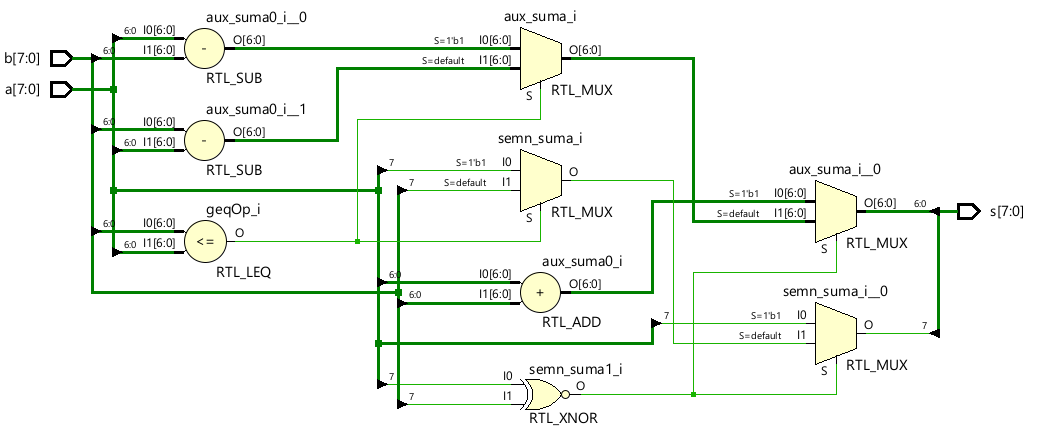 aux_suma0_i__0
aux_suma_i
6:0 I0[6:0] - O[6:0]
S=1'b1 I0[6:0] O[6:0]
b[7:0] 6:0 I1[6:0]
S=default I1[6:0]
RTL_SUB
a[7:0]
S RTL_MUX
aux_suma0_i__1
6:0 I0[6:0] - O[6:0]
semn_suma_i
6:0 I1[6:0]
RTL_SUB
7 S=1'b1 I0 O
7 S=default I1
aux_suma_i__0
S=1'b1 I0[6:0] O[6:0] 6:0 s[7:0]
S=default I1[6:0]
geqOp_i
S RTL_MUX
6:0 I0[6:0] <= O
6:0 I1[6:0]
S RTL_MUX
RTL_LEQ
aux_suma0_i
6:0 I0[6:0] + O[6:0]
6:0 I1[6:0]
RTL_ADD
semn_suma_i__0
7 S=1'b1 I0 O 7
S=default I1
S RTL_MUX
semn_suma1_i
7 I0 O
7 I1
RTL_XNOR